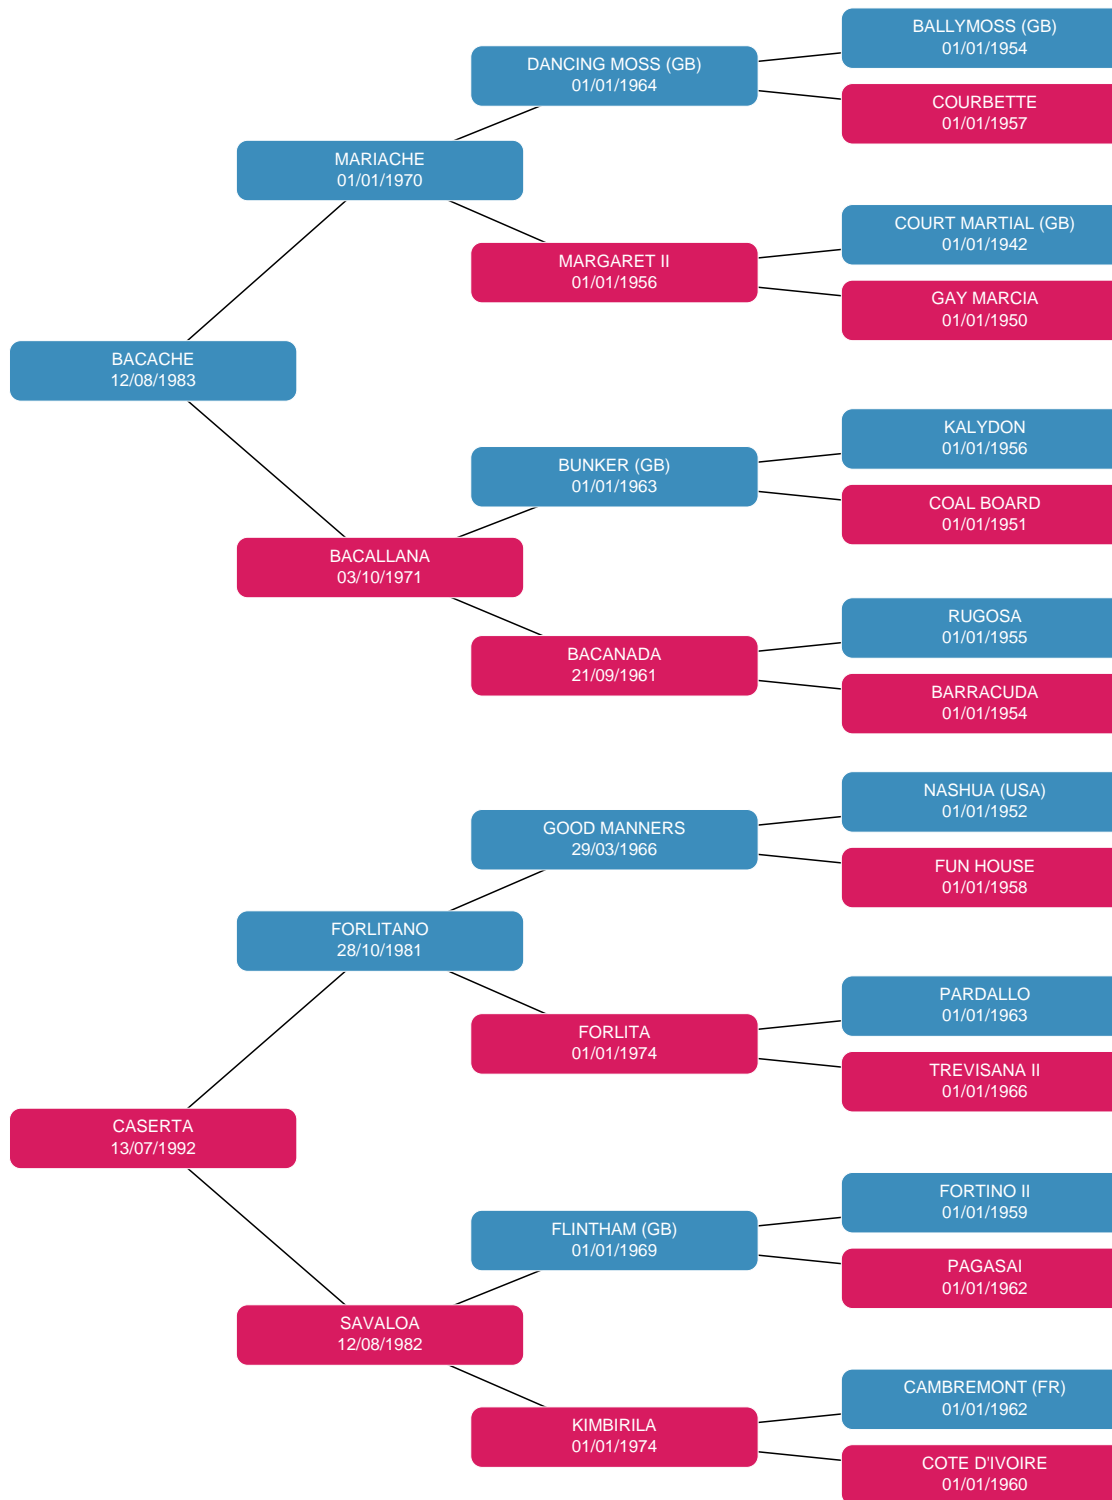 BALLYMOSS (GB)
01/01/1954
DANCING MOSS (GB)
01/01/1964
COURBETTE
01/01/1957
MARIACHE
01/01/1970
COURT MARTIAL (GB)
01/01/1942
MARGARET II
01/01/1956
GAY MARCIA
01/01/1950
BACACHE
12/08/1983
KALYDON
01/01/1956
BUNKER (GB)
01/01/1963
COAL BOARD
01/01/1951
BACALLANA
03/10/1971
RUGOSA
01/01/1955
BACANADA
21/09/1961
BARRACUDA
01/01/1954
NASHUA (USA)
01/01/1952
GOOD MANNERS
29/03/1966
FUN HOUSE
01/01/1958
FORLITANO
28/10/1981
PARDALLO
01/01/1963
FORLITA
01/01/1974
TREVISANA II
01/01/1966
CASERTA
13/07/1992
FORTINO II
01/01/1959
FLINTHAM (GB)
01/01/1969
PAGASAI
01/01/1962
SAVALOA
12/08/1982
CAMBREMONT (FR)
01/01/1962
KIMBIRILA
01/01/1974
COTE D'IVOIRE
01/01/1960